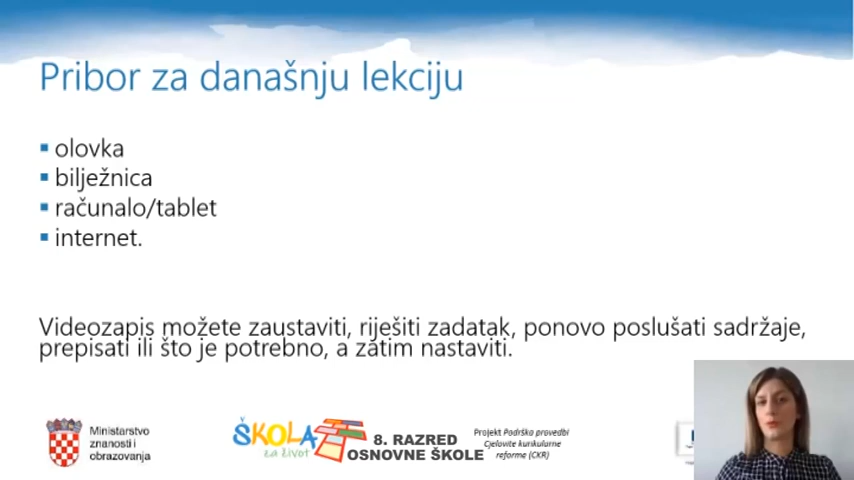 Pribor za današnju lekciju
olovka
bilježnica
računalo/tablet
internet.
Videozapis možete zaustaviti, riješiti zadatak, ponovo poslušati sadržaje,
prepisati ili što je potrebno, a zatim nastaviti.
Ministarstvo
znanosti i
obrazovanja
ŠKOLA
za život
8. RAZRED
OSNOVNE ŠKOLE
Projekt Podrška provedbi
Cjelovite kurikularne
reforme (CKR)